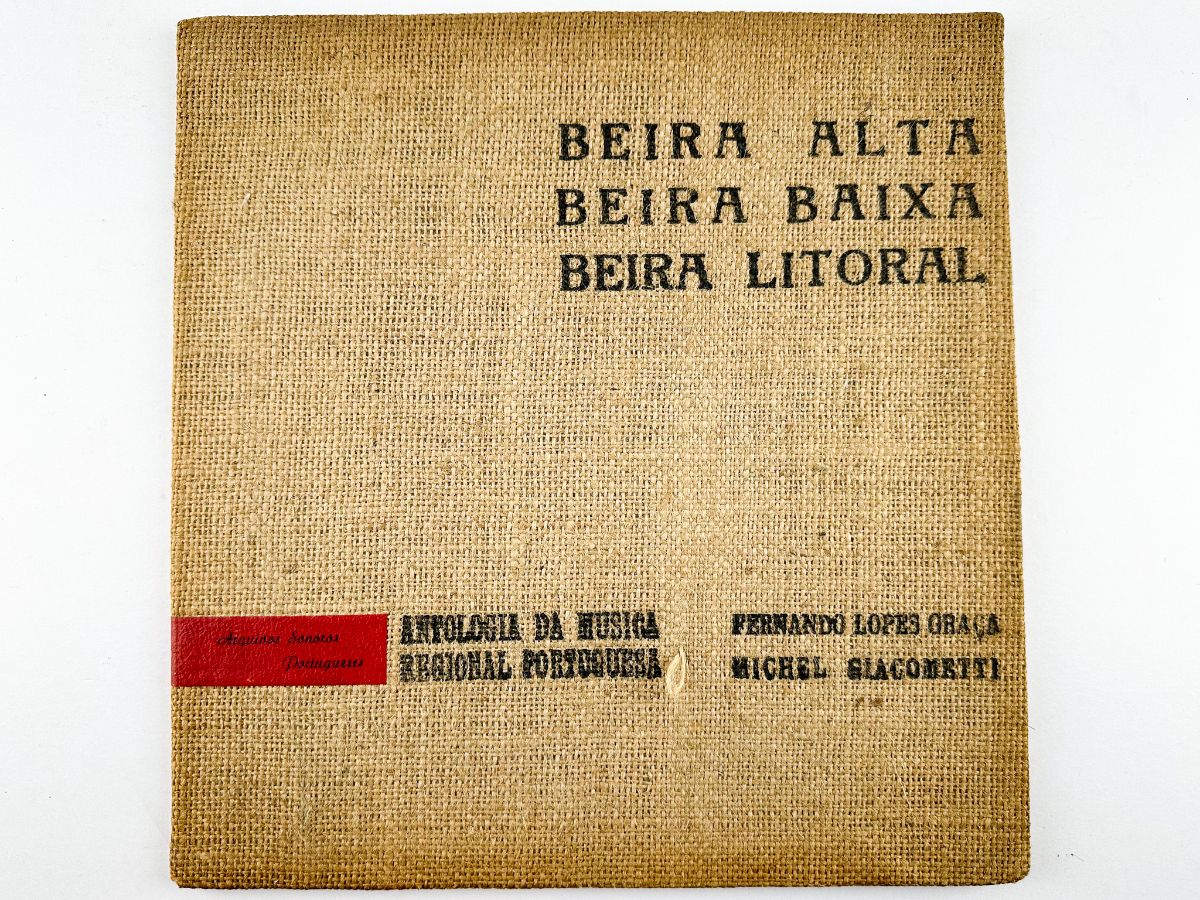 BEIRA ALTA
BEIRA BAIXA
BEIRA LITORAL
Arquivos Sonoros
Portugueses
ANTOLOGIA DA MUSICA
REGIONAL PORTUGUESA
FERNANDO LOPES GRAÇA
MICHEL GIACOMETTI